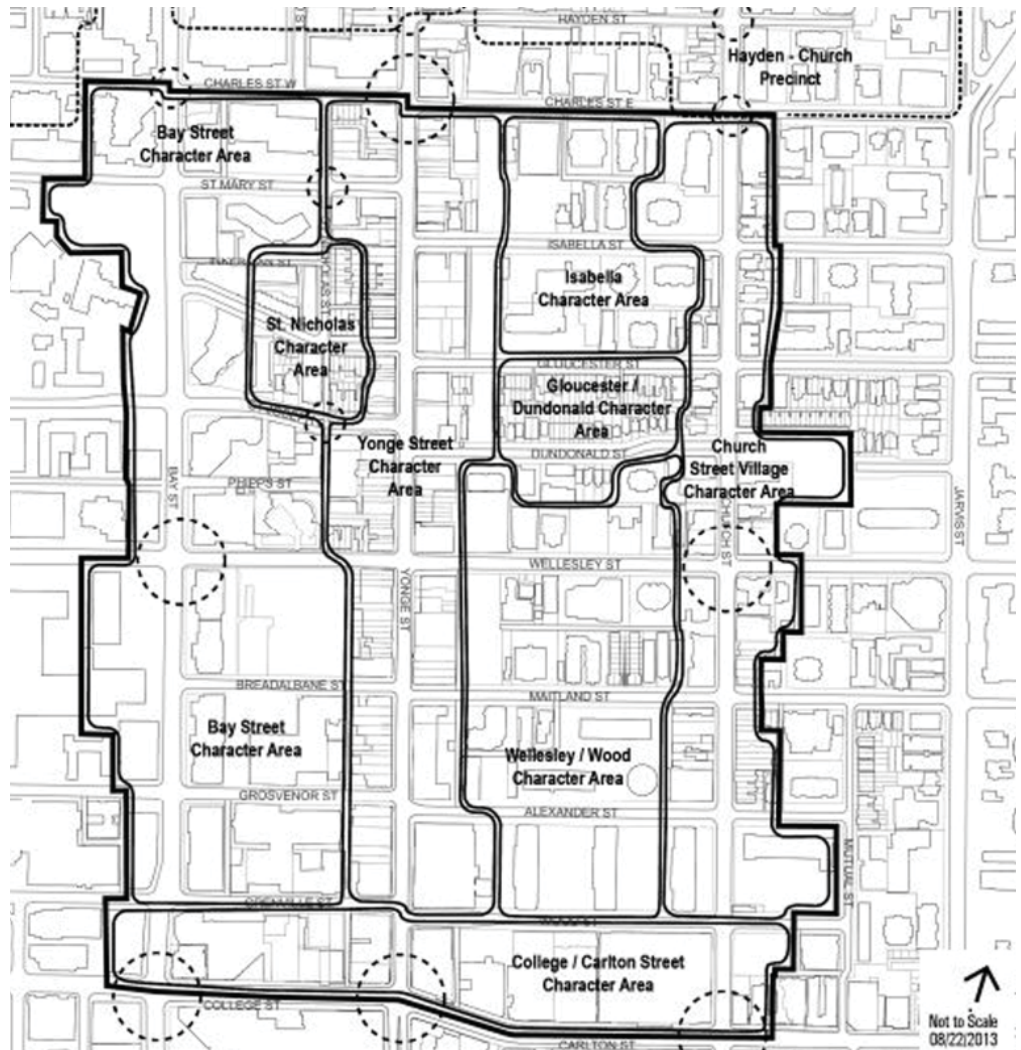 HAYDEN ST
Hayden - Church
Precinct
CHARLES ST W
CHARLES ST E
Bay Street
Character Area
ST MARY ST
ISABELLA ST
Isabella
Character Area
St. Nicholas
Character
Area
GLOUCESTER ST
Gloucester /
Dundonald Character
Area
DUNDONALD ST
Yonge Street
Character
Area
Church
Street Village
Character Area
BAY ST
PHIPPS ST
CHURCH ST
JARVIS ST
WELLESLEY ST
YONGE ST
BREADALBANE ST
MAITLAND ST
Bay Street
Character Area
Wellesley / Wood
Character Area
GROSVENOR ST
ALEXANDER ST
MUTUAL ST
GRENVILLE ST
WOOD ST
College / Carlton Street
Character Area
COLLEGE ST
CARLTON ST
Not to Scale
08/22/2013